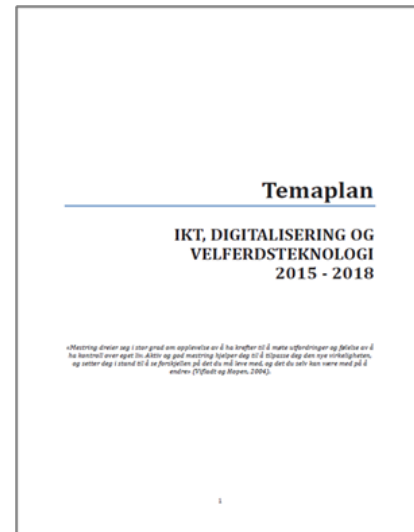 Temaplan
IKT, DIGITALISERING OG
VELFERDSTEKNOLOGI
2015 - 2018
«Mestring dreier seg i stor grad om opplevelse av å ha krefter til å møte utfordringer og følelse av å
ha kontroll over eget liv. Aktiv og god mestring hjelper deg til å tilpasse deg den nye virkeligheten,
og setter deg i stand til å se forskjellen på det du må leve med, og det du selv kan være med på å
endre» (Vifladt og Hopen, 2004).
1